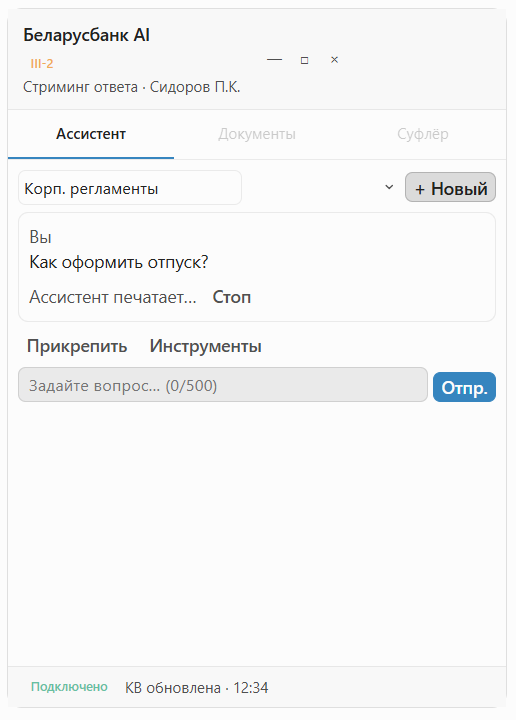 Беларусбанк AI
III-2
Стриминг ответа · Сидоров П.К.
Ассистент Документы Суфлёр
Корп. регламенты + Новый
Вы
Как оформить отпуск?
Ассистент печатает... Стоп
Прикрепить Инструменты
Задайте вопрос... (0/500) Отпр.
Подключено КВ обновлена · 12:34